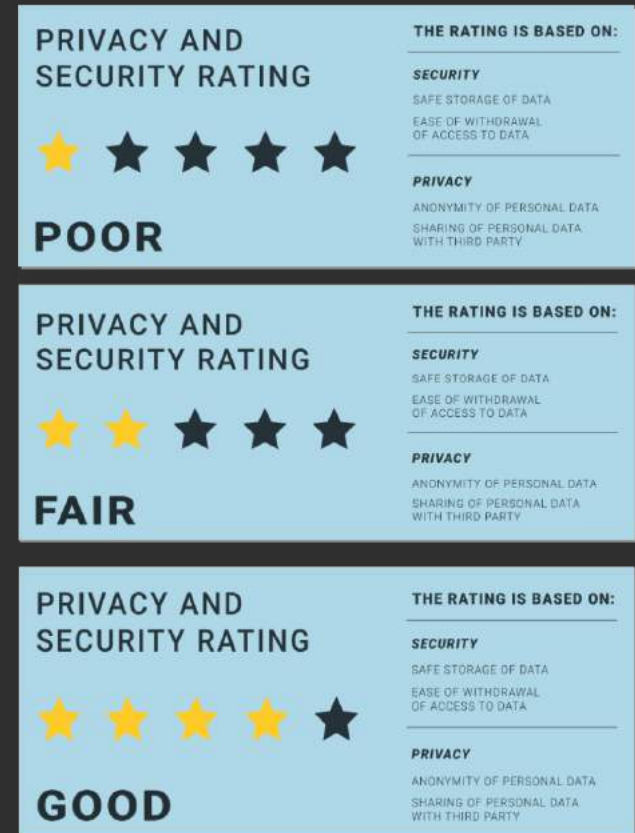 PRIVACY AND
SECURITY RATING
POOR
THE RATING IS BASED ON:
SECURITY
SAFE STORAGE OF DATA
EASE OF WITHDRAWAL
OF ACCESS TO DATA
PRIVACY
ANONYMITY OF PERSONAL DATA
SHARING OF PERSONAL DATA
WITH THIRD PARTY
PRIVACY AND
SECURITY RATING
FAIR
THE RATING IS BASED ON:
SECURITY
SAFE STORAGE OF DATA
EASE OF WITHDRAWAL
OF ACCESS TO DATA
PRIVACY
ANONYMITY OF PERSONAL DATA
SHARING OF PERSONAL DATA
WITH THIRD PARTY
PRIVACY AND
SECURITY RATING
GOOD
THE RATING IS BASED ON:
SECURITY
SAFE STORAGE OF DATA
EASE OF WITHDRAWAL
OF ACCESS TO DATA
PRIVACY
ANONYMITY OF PERSONAL DATA
SHARING OF PERSONAL DATA
WITH THIRD PARTY